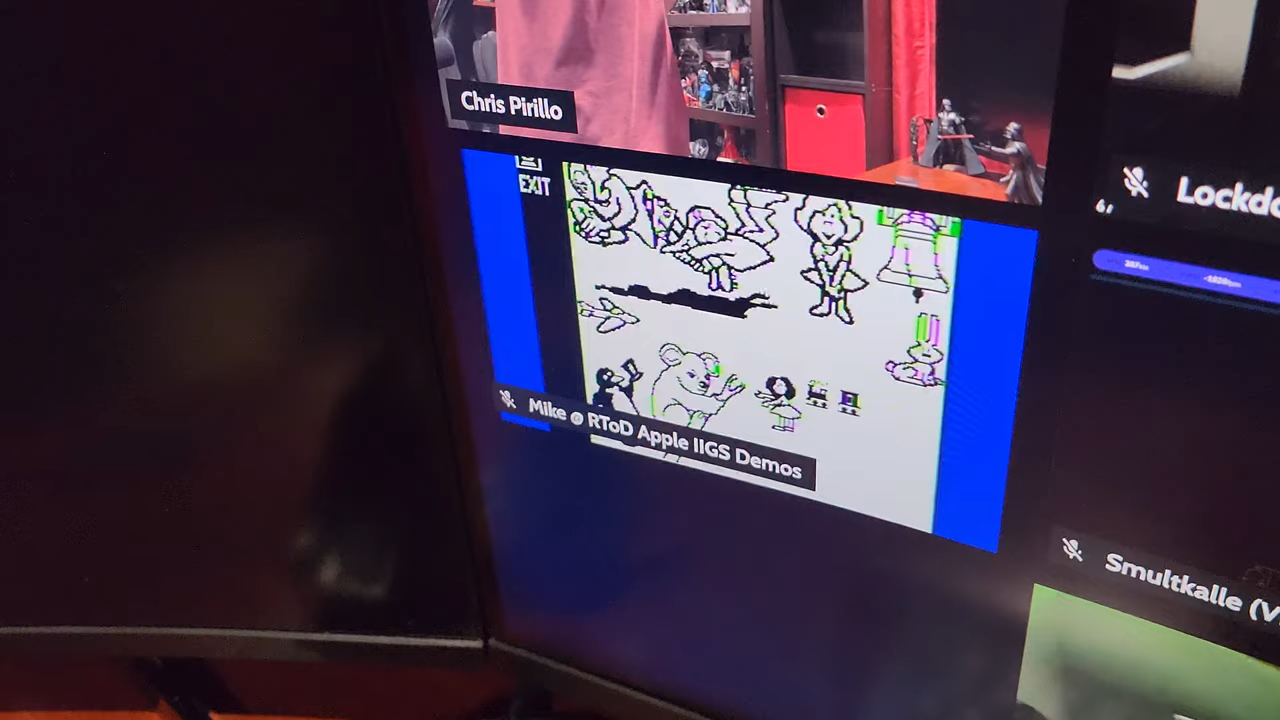 Chris Pirillo
EXIT
Mike @ RToD Apple IIGS Demos
Lockdo
Smultkalle (V